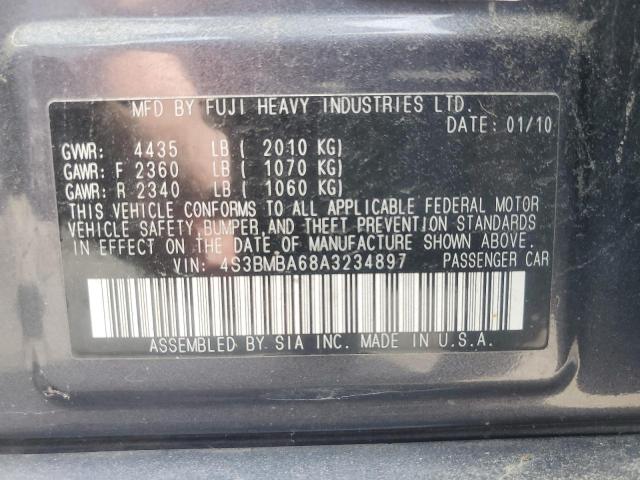 MFD BY FUJI HEAVY INDUSTRIES LTD.
DATE: 01/10
GVWR: 4435 LB ( 2010 KG)
GAWR: F 2360 LB ( 1070 KG)
GAWR: R 2340 LB ( 1060 KG)
THIS VEHICLE CONFORMS TO ALL APPLICABLE FEDERAL MOTOR
VEHICLE SAFETY, BUMPER, AND THEFT PREVENTION STANDARDS
IN EFFECT ON THE DATE OF MANUFACTURE SHOWN ABOVE.
VIN: 4S3BMBA68A3234897 PASSENGER CAR
ASSEMBLED BY SIA INC. MADE IN U.S.A.